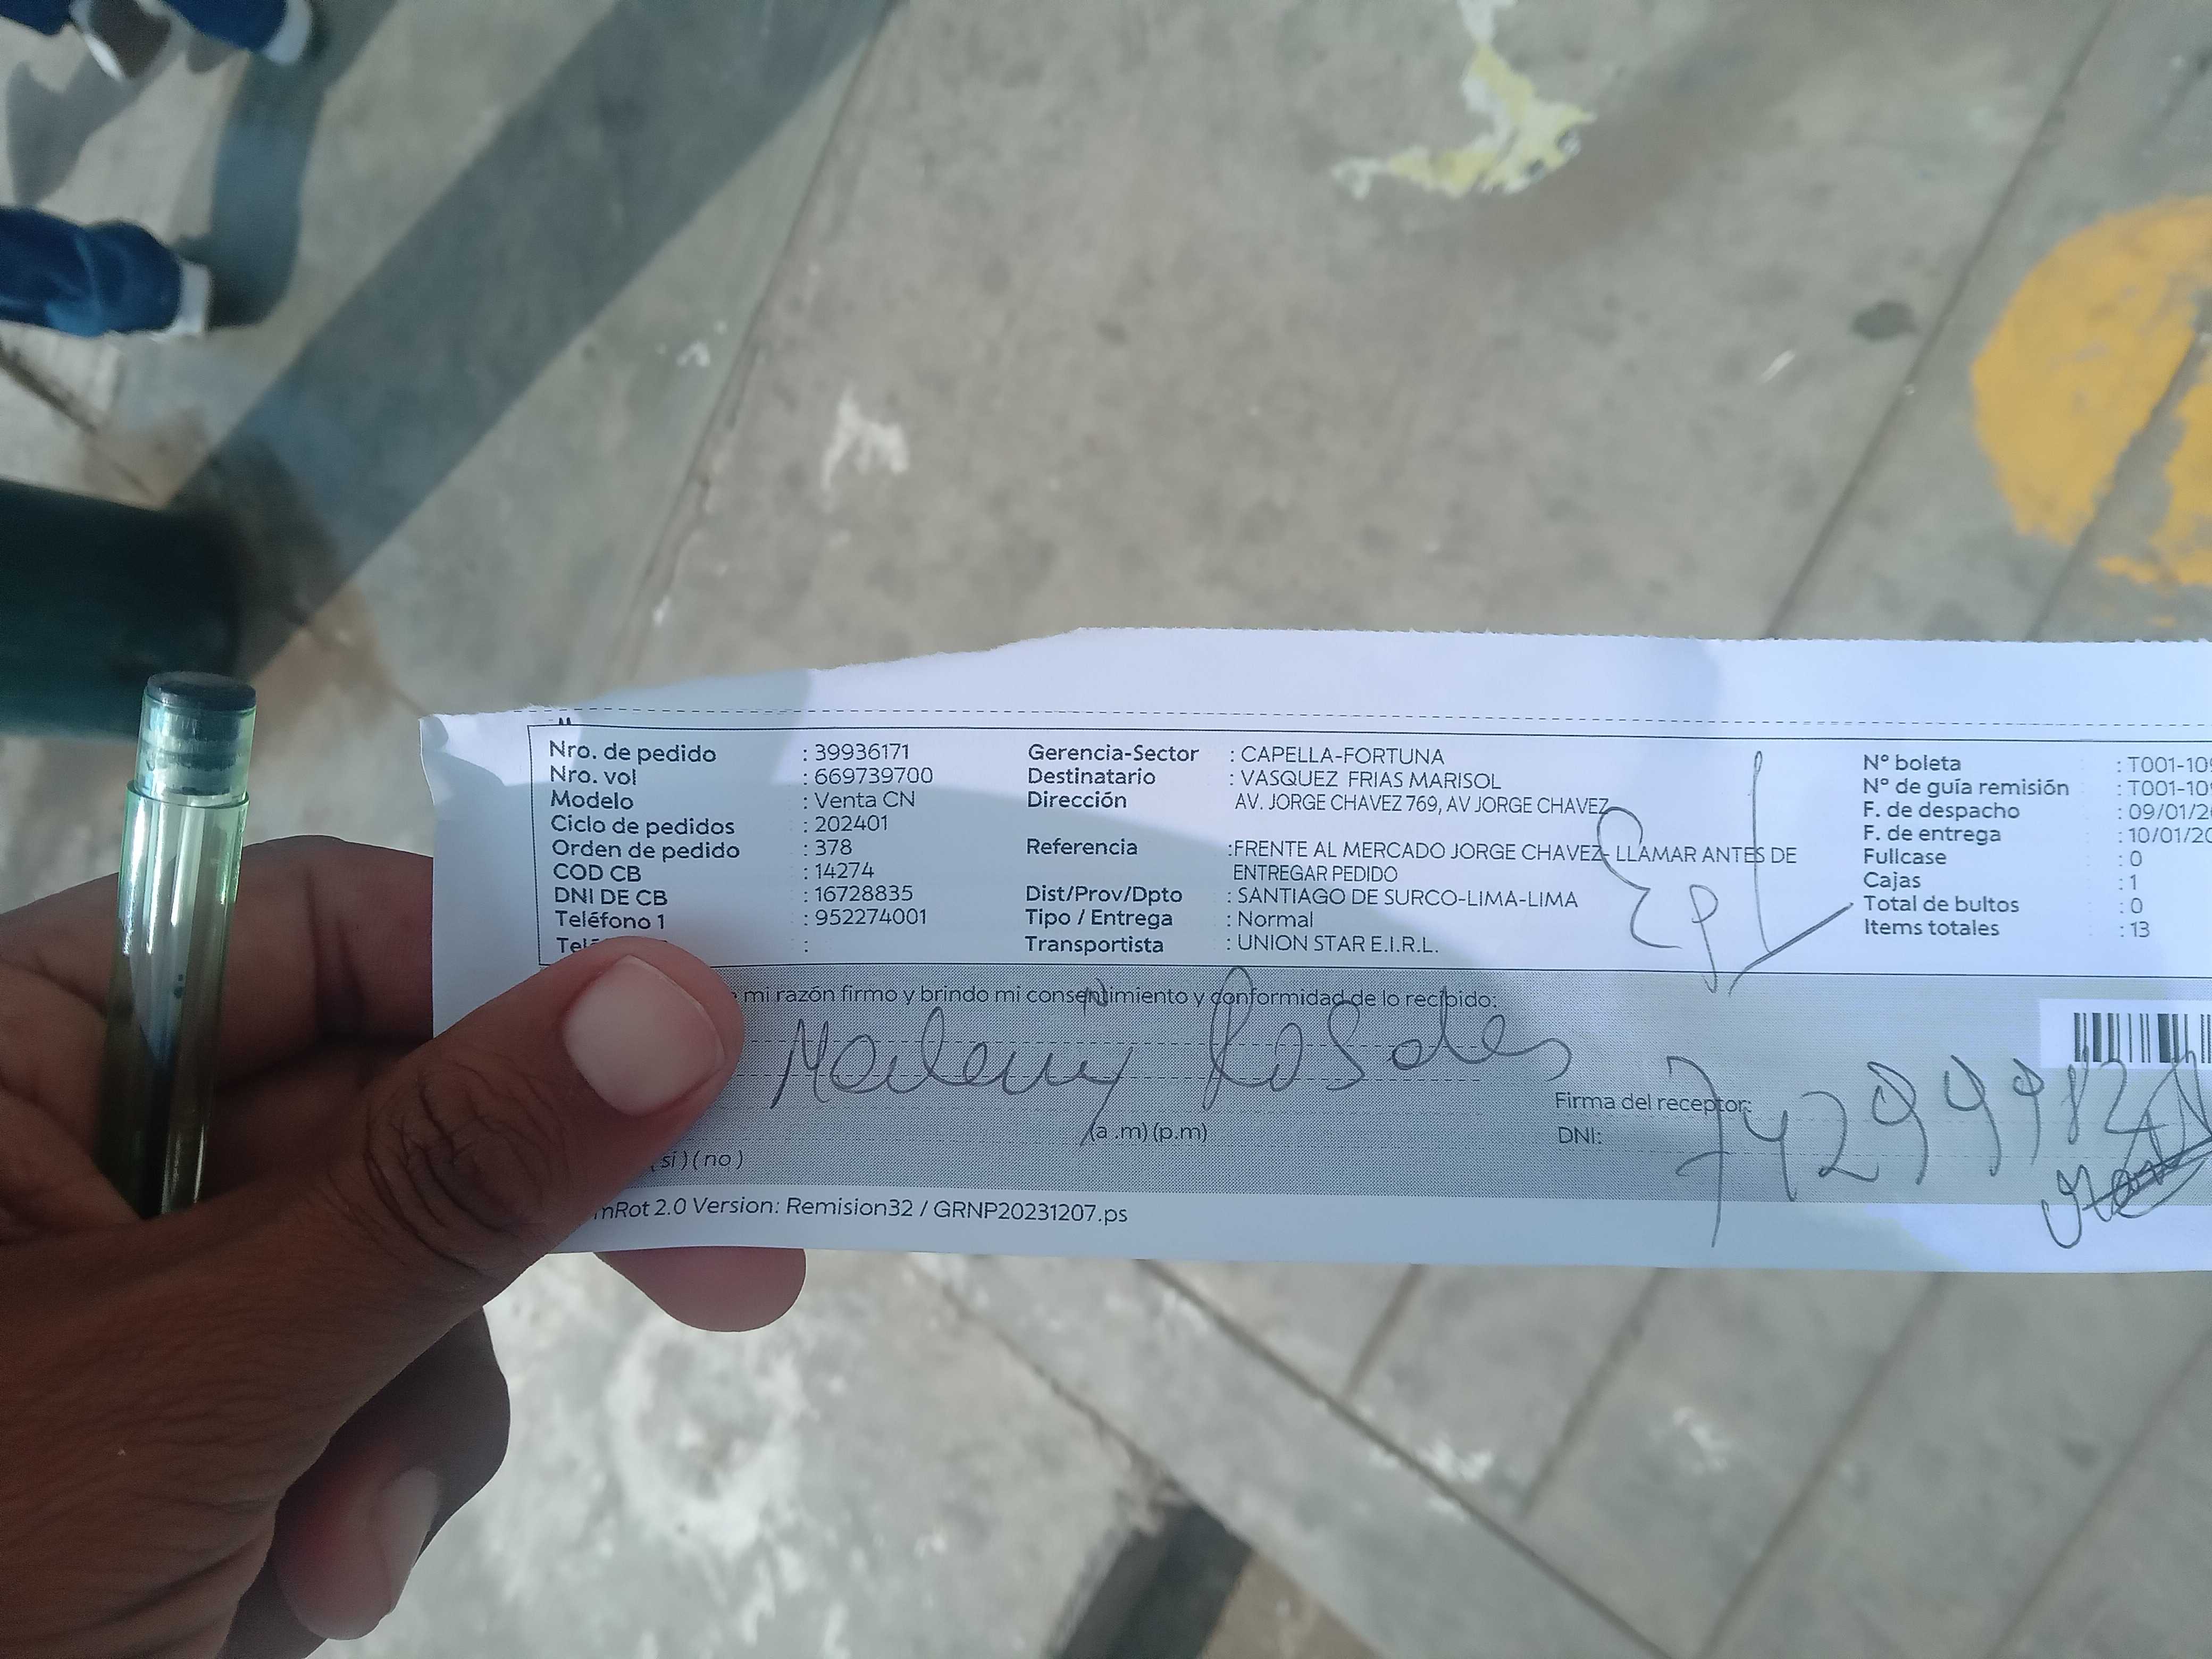 Nro. de pedido : 39936171
Nro. vol : 669739700
Modelo : Venta CN
Ciclo de pedidos : 202401
Orden de pedido : 378
COD CB : 14274
DNI DE CB : 16728835
Teléfono 1 : 952274001
:
Gerencia-Sector : CAPELLA-FORTUNA
Destinatario : VASQUEZ FRIAS MARISOL
Dirección AV. JORGE CHAVEZ 769, AV JORGE CHAVEZ
Referencia :FRENTE AL MERCADO JORGE CHAVEZ- LLAMAR ANTES DE
ENTREGAR PEDIDO
Dist/Prov/Dpto : SANTIAGO DE SURCO-LIMA-LIMA
Tipo / Entrega : Normal
Transportista : UNION STAR E.I.R.L.
N° boleta : T001-10
N° de guía remisión : T001-10
F. de despacho : 09/01/2
F. de entrega : 10/01/20
Fullcase : 0
Cajas : 1
Total de bultos : 0
Items totales : 13
mi razón firmo y brindo mi consentimiento y conformidad de lo recibido:
Rosales
Firma del receptor:
(a .m) (p.m)
DNI:
(sí) (no)
mRot 2.0 Version: Remision32 / GRNP20231207.ps